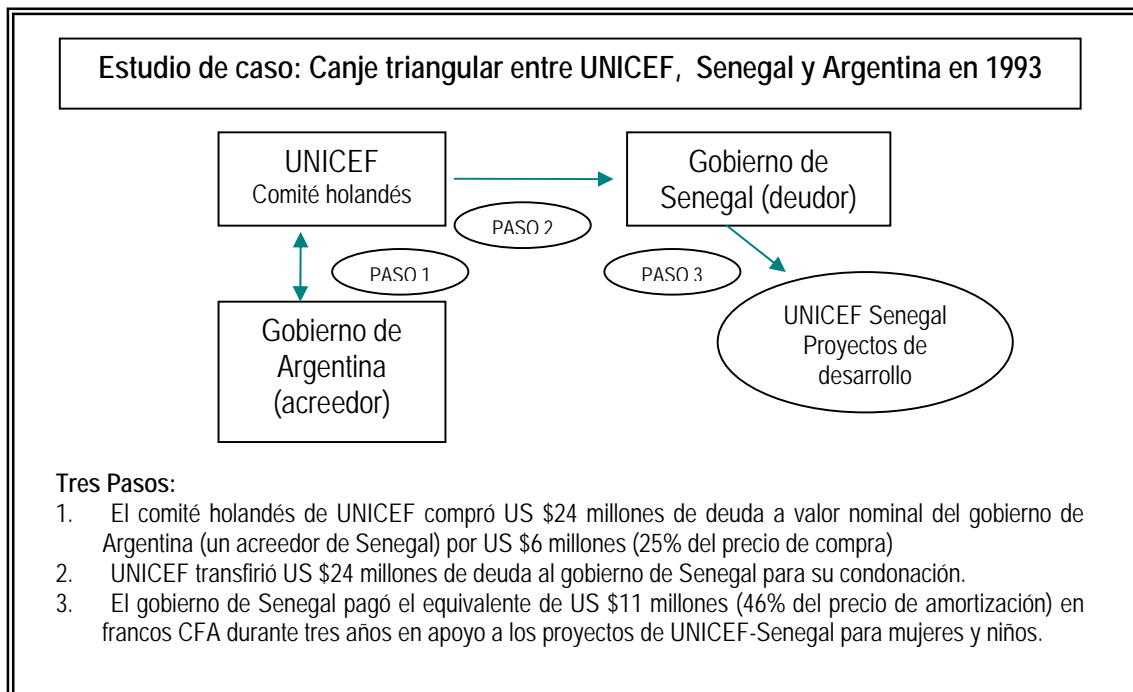 Estudio de caso: Canje triangular entre UNICEF, Senegal y Argentina en 1993
UNICEF
Comité holandés
Gobierno de
Senegal (deudor)
PASO 2
PASO 1
PASO 3
Gobierno de
Argentina
(acreedor)
UNICEF Senegal
Proyectos de
desarrollo
Tres Pasos:
1. El comité holandés de UNICEF compró US $24 millones de deuda a valor nominal del gobierno de
Argentina (un acreedor de Senegal) por US $6 millones (25% del precio de compra)
2. UNICEF transfirió US $24 millones de deuda al gobierno de Senegal para su condonación.
3. El gobierno de Senegal pagó el equivalente de US $11 millones (46% del precio de amortización) en
francos CFA durante tres años en apoyo a los proyectos de UNICEF-Senegal para mujeres y niños.